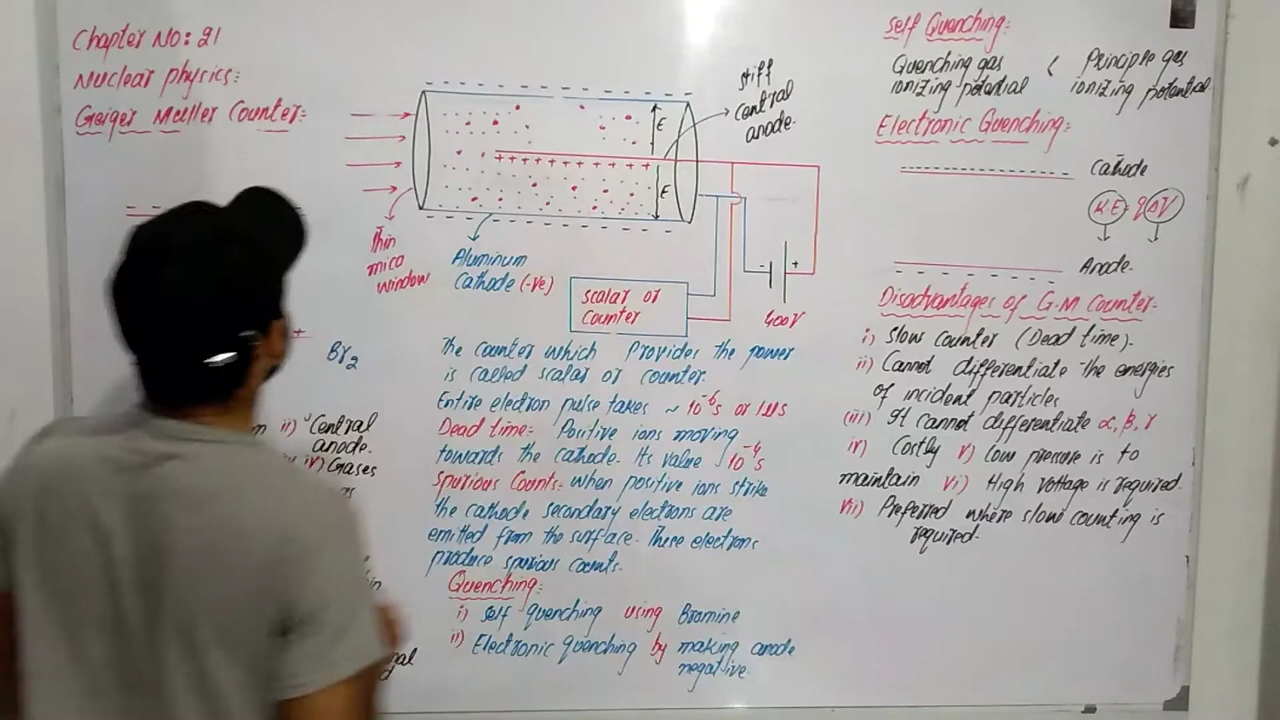 Chapter No: 21
Nuclear physics:
Geiger Muller Counter:
stiff
central
anode.
E
E
Thin
mica
window
Aluminum
Cathode (-ve)
scalar or
counter
- +
400V
Br₂
ii) Central
anode.
iv) Gases
The counter which Provides the power
is called scalar or counter.
Entire electron pulse takes ~ 10⁻⁶s or 1μs
Dead time: Positive ions moving
towards the cathode. Its value 10⁻⁴s
Spurious Counts: when positive ions strike
the cathode secondary electrons are
emitted from the surface. These electrons
produce spurious counts.
Quenching:
i) self quenching using Bromine
ii) Electronic quenching by making anode
negative.
Self Quenching:
Quenching gas < Principle gas
ionizing potential ionizing potential
Electronic Quenching:
Cathode
K.E = qΔV
Anode.
Disadvantages of G.M Counter-
i) Slow counter (Dead time).
ii) Cannot differentiate the energies
of incident particles
(iii) It cannot differentiate α, β, γ
iv) Costly v) Low pressure is to
maintain vi) High voltage is required.
vii) Preferred where slow counting is
required.